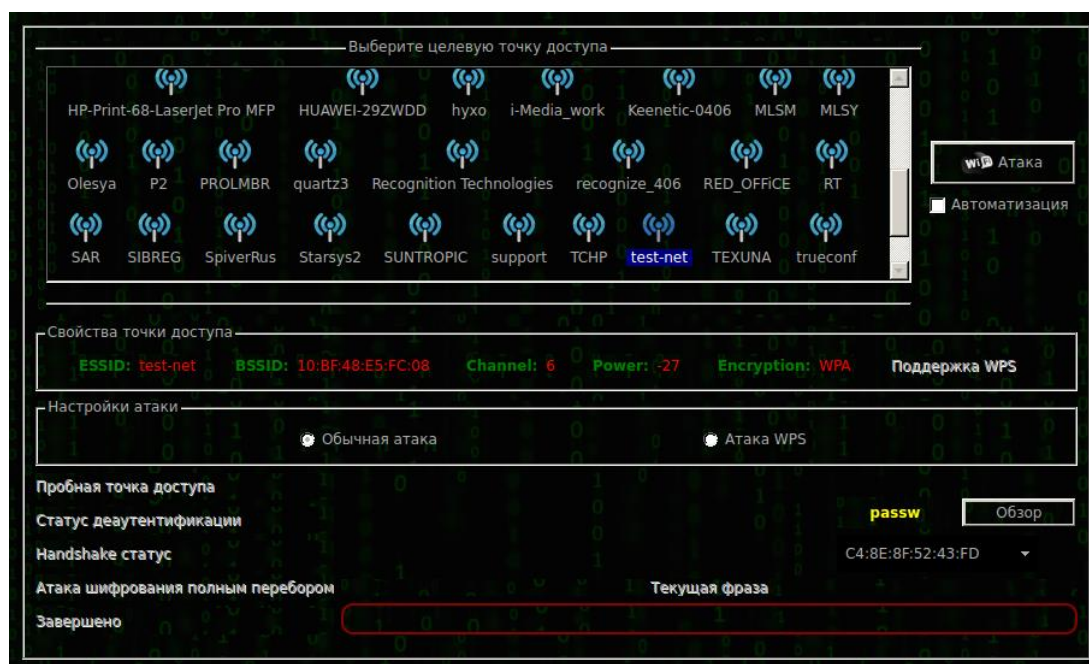 Выберите целевую точку доступа
HP-Print-68-LaserJet Pro MFP HUAWEI-29ZWDD hyxo i-Media_work Keenetic-0406 MLSM MLSY
Olesya P2 PROLMBR quartz3 Recognition Technologies recognize_406 RED_OFFiCE RT
SAR SIBREG SpiverRus Starsys2 SUNTROPIC support TCHP test-net TEXUNA trueconf
WiFi Атака
Автоматизация
Свойства точки доступа
ESSID: test-net BSSID: 10:BF:48:E5:FC:08 Channel: 6 Power: -27 Encryption: WPA Поддержка WPS
Настройки атаки
Обычная атака Атака WPS
Пробная точка доступа
Статус деаутентификации passw Обзор
Handshake статус C4:8E:8F:52:43:FD
Атака шифрования полным перебором Текущая фраза
Завершено